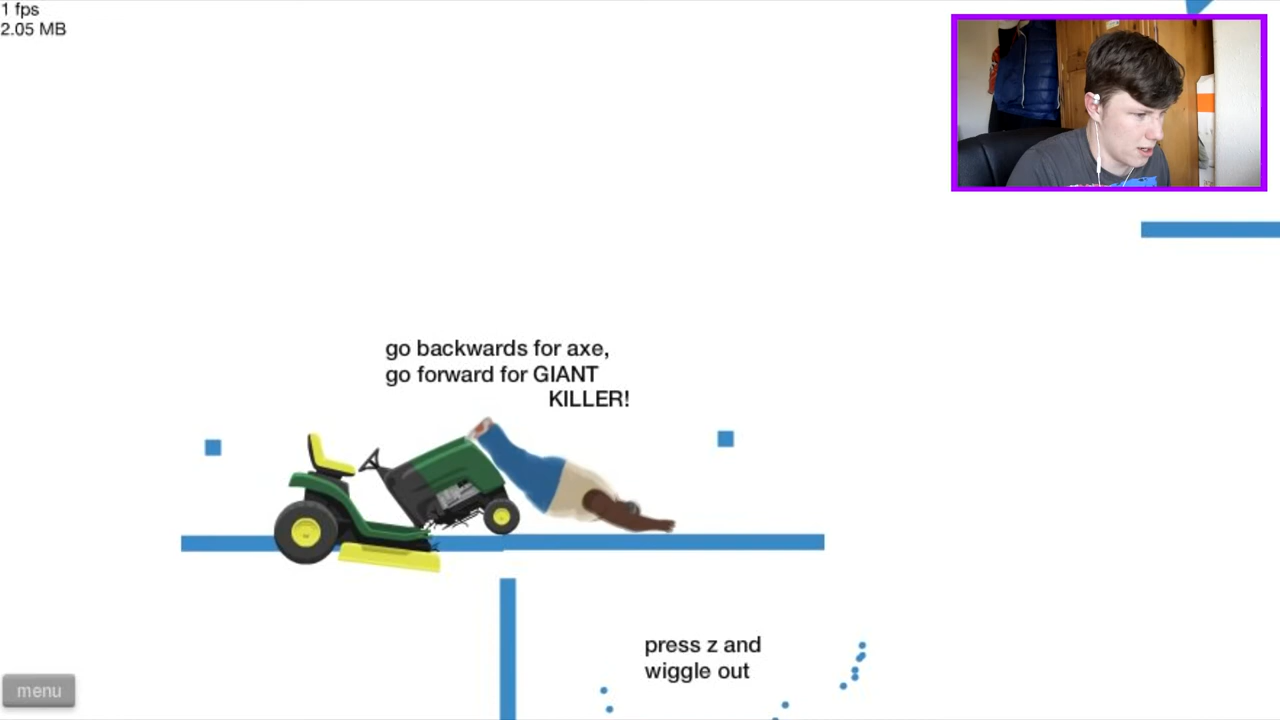 1 fps
2.05 MB
go backwards for axe,
go forward for GIANT
KILLER!
press z and
wiggle out
menu